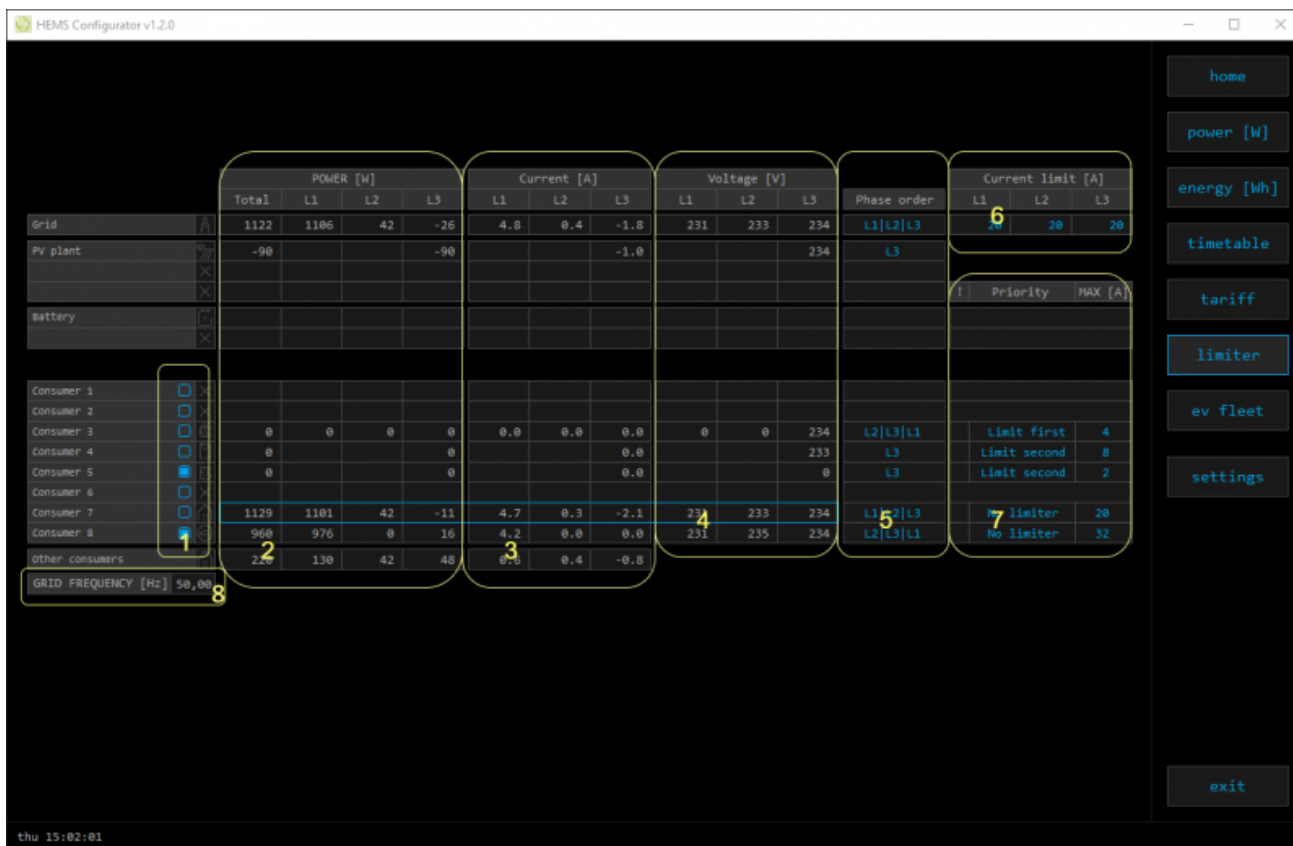 HEMS Configurator v1.2.0
home
power [W]
energy [Wh]
timetable
tariff
limiter
ev fleet
settings
exit
POWER [W] Current [A] Voltage [V] Current limit [A]
Total L1 L2 L3 L1 L2 L3 L1 L2 L3 Phase order L1 L2 L3
6
Grid 1122 1106 42 -26 4.8 0.4 -1.8 231 233 234 L1|L2|L3 20 20 20
PV plant -90 -90 -1.0 234 L3
! Priority MAX [A]
Battery
Consumer 1
Consumer 2
Consumer 3 0 0 0 0 0.0 0.0 0.0 0 0 234 L2|L3|L1 Limit first 4
Consumer 4 0 0 0.0 233 L3 Limit second 8
Consumer 5 0 0 0.0 0 L3 Limit second 2
Consumer 6
Consumer 7 1129 1101 42 -11 4.7 0.3 -2.1 231 233 234 L1|L2|L3 No limiter 20
1 2 3 4 5 7
Consumer 8 960 976 0 16 4.2 0.0 0.0 231 235 234 L2|L3|L1 No limiter 32
Other consumers 220 130 42 48 0.6 0.4 -0.8
GRID FREQUENCY [Hz] 50,00
8
thu 15:02:01